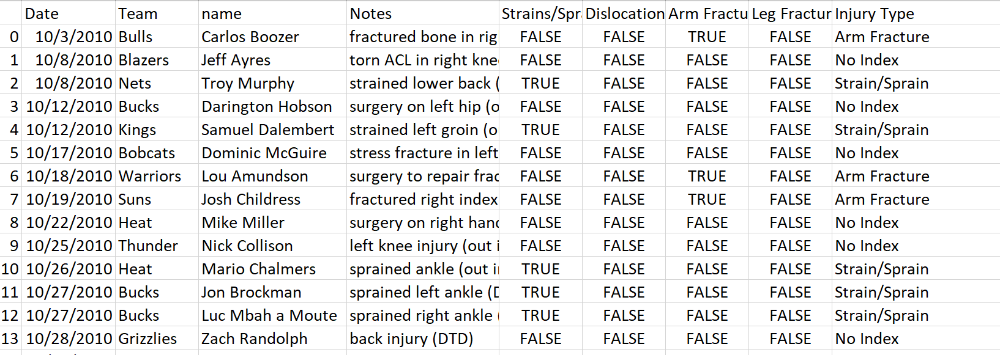 Date Team name Notes Strains/Spr Dislocation Arm Fractu Leg Fractur Injury Type
0 10/3/2010 Bulls Carlos Boozer fractured bone in rig FALSE FALSE TRUE FALSE Arm Fracture
1 10/8/2010 Blazers Jeff Ayres torn ACL in right kne FALSE FALSE FALSE FALSE No Index
2 10/8/2010 Nets Troy Murphy strained lower back ( TRUE FALSE FALSE FALSE Strain/Sprain
3 10/12/2010 Bucks Darington Hobson surgery on left hip (o FALSE FALSE FALSE FALSE No Index
4 10/12/2010 Kings Samuel Dalembert strained left groin (o TRUE FALSE FALSE FALSE Strain/Sprain
5 10/17/2010 Bobcats Dominic McGuire stress fracture in left FALSE FALSE FALSE FALSE No Index
6 10/18/2010 Warriors Lou Amundson surgery to repair frac FALSE FALSE TRUE FALSE Arm Fracture
7 10/19/2010 Suns Josh Childress fractured right index FALSE FALSE TRUE FALSE Arm Fracture
8 10/22/2010 Heat Mike Miller surgery on right hand FALSE FALSE FALSE FALSE No Index
9 10/25/2010 Thunder Nick Collison left knee injury (out i FALSE FALSE FALSE FALSE No Index
10 10/26/2010 Heat Mario Chalmers sprained ankle (out in TRUE FALSE FALSE FALSE Strain/Sprain
11 10/27/2010 Bucks Jon Brockman sprained left ankle (D TRUE FALSE FALSE FALSE Strain/Sprain
12 10/27/2010 Bucks Luc Mbah a Moute sprained right ankle ( TRUE FALSE FALSE FALSE Strain/Sprain
13 10/28/2010 Grizzlies Zach Randolph back injury (DTD) FALSE FALSE FALSE FALSE No Index